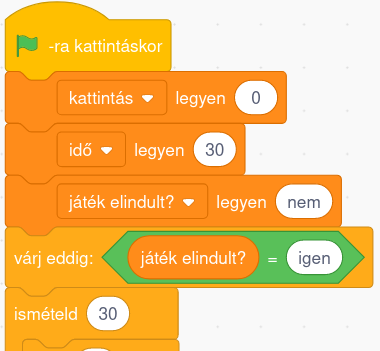 -ra kattintáskor
kattintás legyen 0
idő legyen 30
játék elindult? legyen nem
várj eddig: játék elindult? = igen
ismételd 30